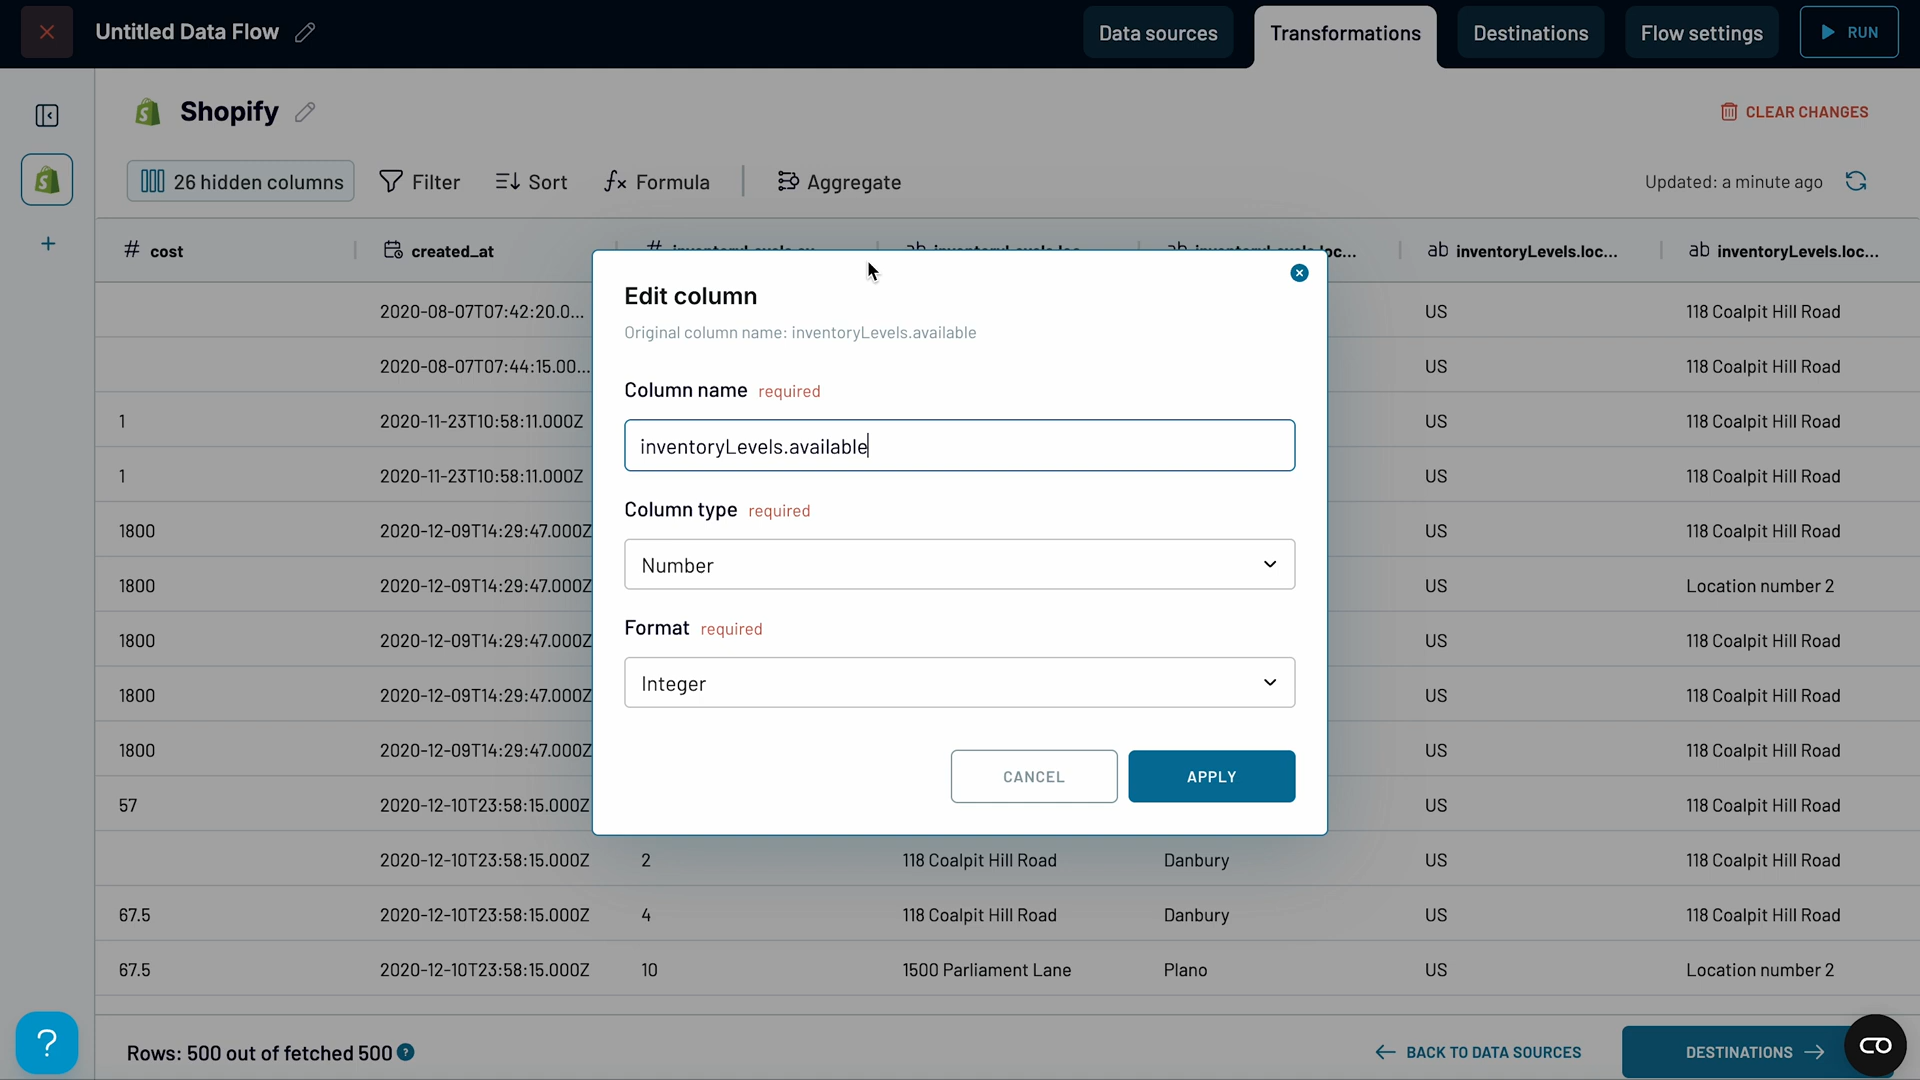 Untitled Data Flow
Data sources
Transformations
Destinations
Flow settings
RUN
Shopify
CLEAR CHANGES
26 hidden columns
Filter
Sort
Formula
Aggregate
Updated: a minute ago
# cost
created_at
ab inventoryLevels.loc...
ab inventoryLevels.loc...
2020-08-07T07:42:20.0... US 118 Coalpit Hill Road
2020-08-07T07:44:15.00... US 118 Coalpit Hill Road
1 2020-11-23T10:58:11.000Z US 118 Coalpit Hill Road
1 2020-11-23T10:58:11.000Z US 118 Coalpit Hill Road
1800 2020-12-09T14:29:47.000Z US 118 Coalpit Hill Road
1800 2020-12-09T14:29:47.000Z US Location number 2
1800 2020-12-09T14:29:47.000Z US 118 Coalpit Hill Road
1800 2020-12-09T14:29:47.000Z US 118 Coalpit Hill Road
1800 2020-12-09T14:29:47.000Z US 118 Coalpit Hill Road
57 2020-12-10T23:58:15.000Z US 118 Coalpit Hill Road
2020-12-10T23:58:15.000Z 2 118 Coalpit Hill Road Danbury US 118 Coalpit Hill Road
67.5 2020-12-10T23:58:15.000Z 4 118 Coalpit Hill Road Danbury US 118 Coalpit Hill Road
67.5 2020-12-10T23:58:15.000Z 10 1500 Parliament Lane Plano US Location number 2
Edit column
Original column name: inventoryLevels.available
Column name required
inventoryLevels.available
Column type required
Number
Format required
Integer
CANCEL
APPLY
Rows: 500 out of fetched 500 ?
BACK TO DATA SOURCES
DESTINATIONS
?